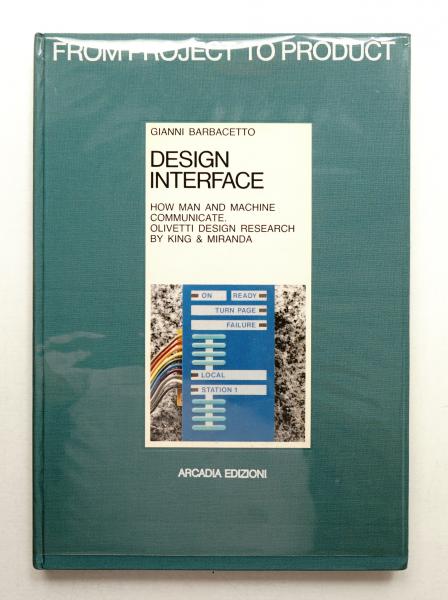 FROM PROJECT TO PRODUCT
GIANNI BARBACETTO
DESIGN
INTERFACE
HOW MAN AND MACHINE
COMMUNICATE.
OLIVETTI DESIGN RESEARCH
BY KING & MIRANDA
ON READY
TURN PAGE
FAILURE
LOCAL
STATION 1
ARCADIA EDIZIONI